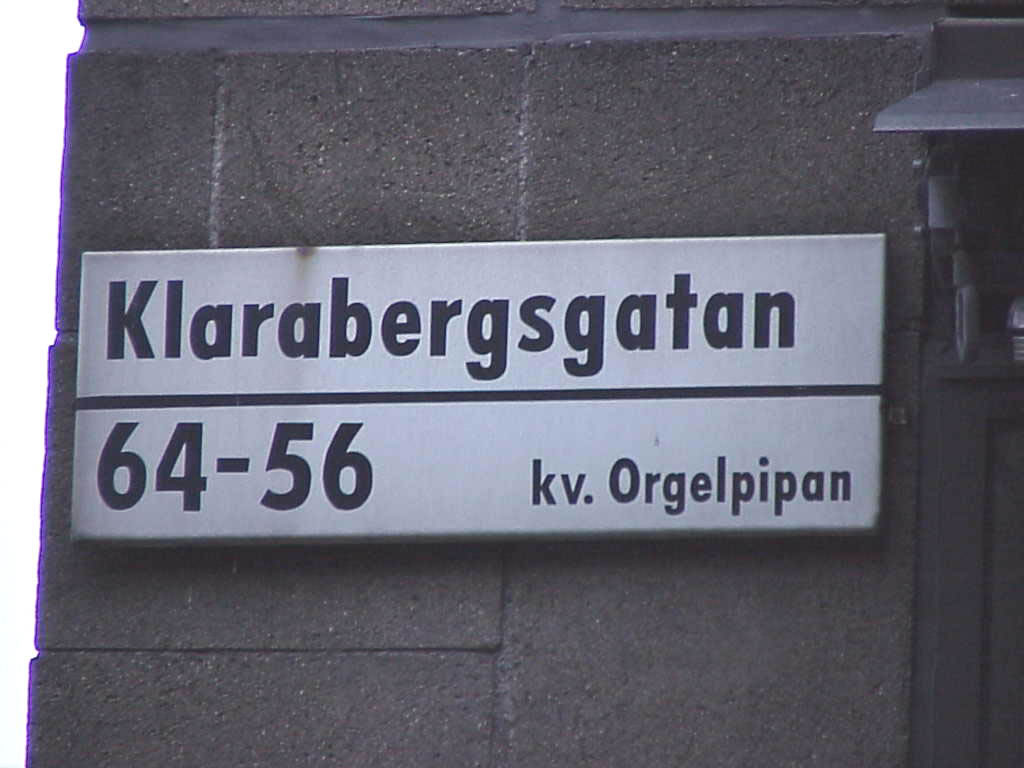 Klarabergsgatan
64-56 kv. Orgelpipan